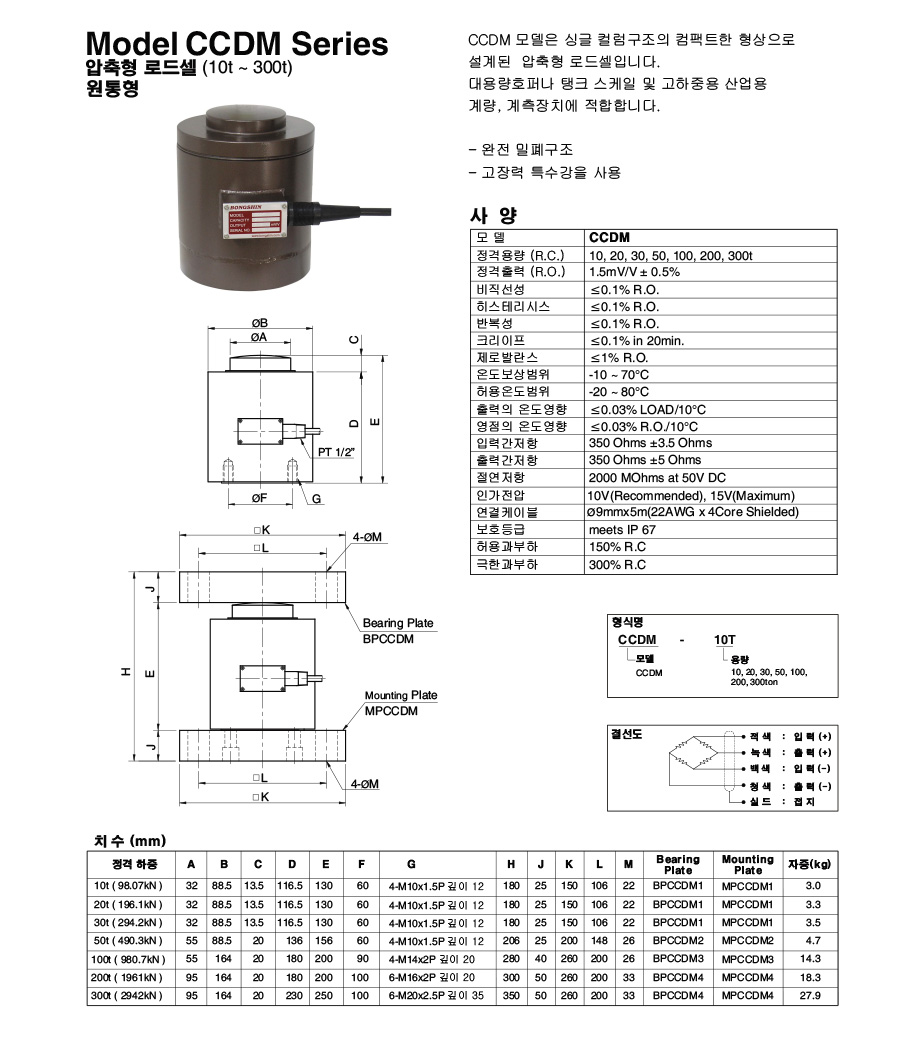 Model CCDM Series
압축형 로드셀 (10t ~ 300t)
원통형
CCDM 모델은 싱글 컬럼구조의 컴팩트한 형상으로
설계된 압축형 로드셀입니다.
대용량호퍼나 탱크 스케일 및 고하중용 산업용
계량, 계측장치에 적합합니다.
- 완전 밀폐구조
- 고장력 특수강을 사용
BONGSHIN
MODEL
CAPACITY
OUTPUT mV/V
SERIAL NO
사 양
모 델 CCDM
정격용량 (R.C.) 10, 20, 30, 50, 100, 200, 300t
정격출력 (R.O.) 1.5mV/V ± 0.5%
비직선성 ≤0.1% R.O.
히스테리시스 ≤0.1% R.O.
반복성 ≤0.1% R.O.
크리이프 ≤0.1% in 20min.
제로발란스 ≤1% R.O.
온도보상범위 -10 ~ 70°C
허용온도범위 -20 ~ 80°C
출력의 온도영향 ≤0.03% LOAD/10°C
영점의 온도영향 ≤0.03% R.O./10°C
입력간저항 350 Ohms ±3.5 Ohms
출력간저항 350 Ohms ±5 Ohms
절연저항 2000 MOhms at 50V DC
인가전압 10V(Recommended), 15V(Maximum)
연결케이블 Ø9mmx5m(22AWG x 4Core Shielded)
보호등급 meets IP 67
허용과부하 150% R.C
극한과부하 300% R.C
ØB
ØA
C
D
E
PT 1/2"
ØF
G
□K
□L
4-ØM
J
Bearing Plate
BPCCDM
H
E
Mounting Plate
MPCCDM
J
□L
4-ØM
□K
형식명
CCDM - 10T
모델 용량
CCDM 10, 20, 30, 50, 100,
200, 300ton
결선도
적색 : 입력 (+)
녹색 : 출력 (+)
백색 : 입력 (-)
청색 : 출력 (-)
실드 : 접지
치수 (mm)
정격 하중 A B C D E F G H J K L M Bearing Plate Mounting Plate 자중(kg)
10t ( 98.07kN ) 32 88.5 13.5 116.5 130 60 4-M10x1.5P 깊이 12 180 25 150 106 22 BPCCDM1 MPCCDM1 3.0
20t ( 196.1kN ) 32 88.5 13.5 116.5 130 60 4-M10x1.5P 깊이 12 180 25 150 106 22 BPCCDM1 MPCCDM1 3.3
30t ( 294.2kN ) 32 88.5 13.5 116.5 130 60 4-M10x1.5P 깊이 12 180 25 150 106 22 BPCCDM1 MPCCDM1 3.5
50t ( 490.3kN ) 55 88.5 20 136 156 60 4-M10x1.5P 깊이 12 206 25 200 148 26 BPCCDM2 MPCCDM2 4.7
100t ( 980.7kN ) 55 164 20 180 200 90 4-M14x2P 깊이 20 280 40 260 200 26 BPCCDM3 MPCCDM3 14.3
200t ( 1961kN ) 95 164 20 180 200 100 6-M16x2P 깊이 20 300 50 260 200 33 BPCCDM4 MPCCDM4 18.3
300t ( 2942kN ) 95 164 20 230 250 100 6-M20x2.5P 깊이 35 350 50 260 200 33 BPCCDM4 MPCCDM4 27.9